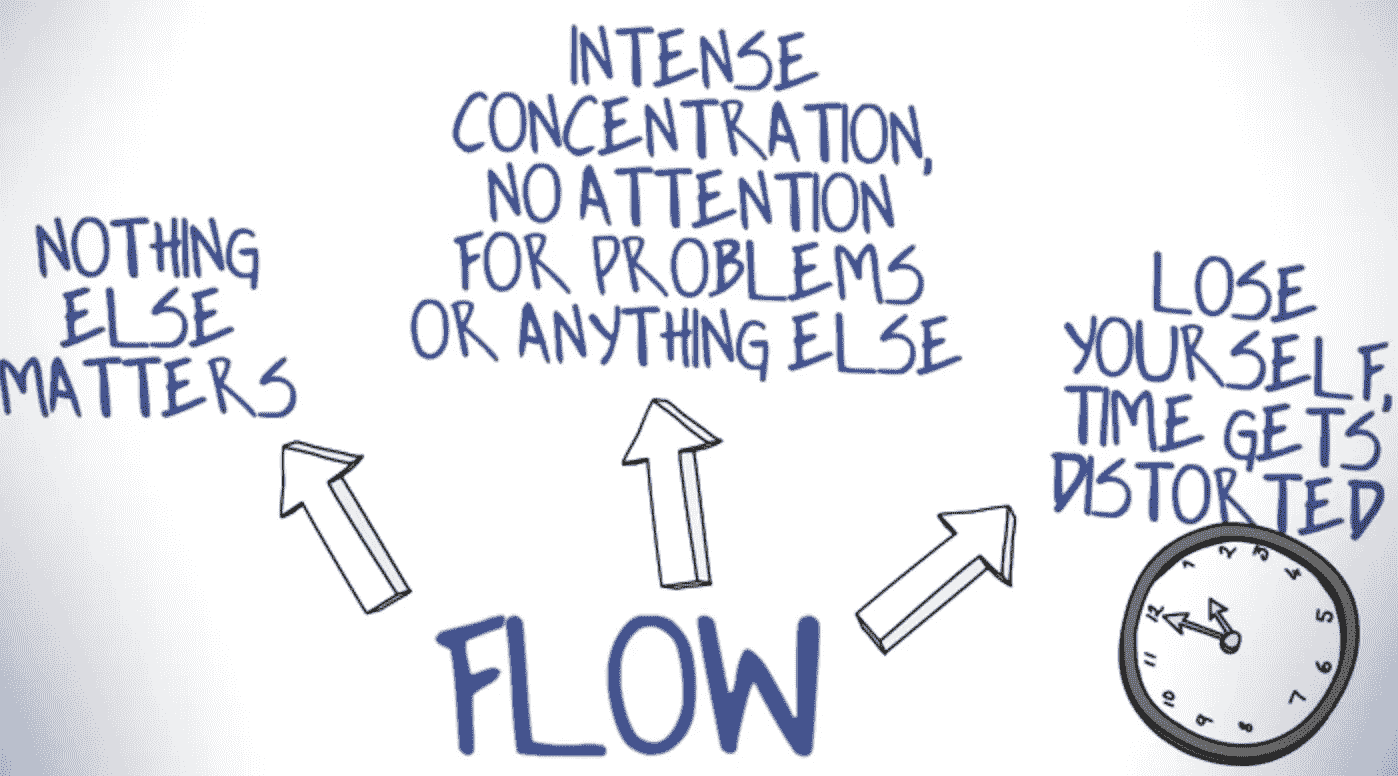 NOTHING
ELSE
MATTERS
INTENSE
CONCENTRATION,
NO ATTENTION
FOR PROBLEMS
OR ANYTHING ELSE
LOSE
YOURSELF,
TIME GETS
DISTORTED
FLOW
12
1
2
3
4
5
6
7
8
9
10
11